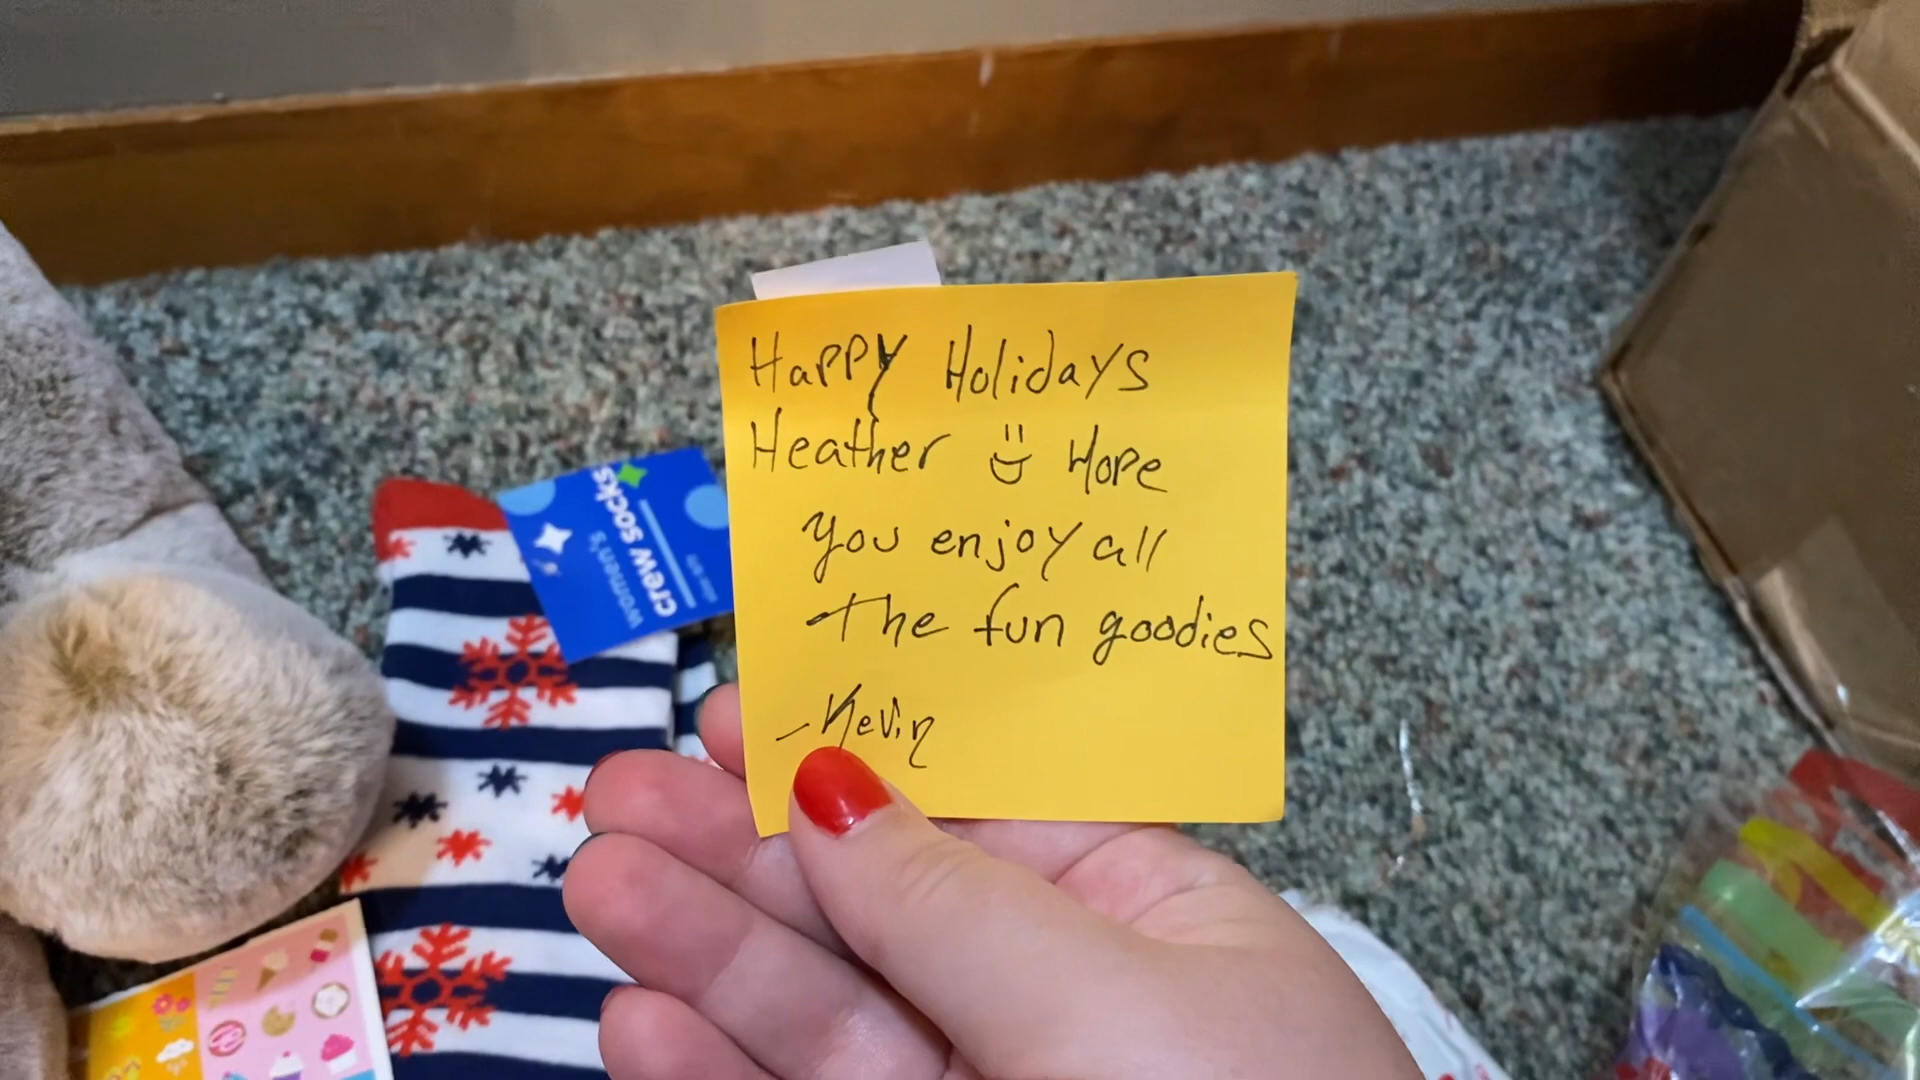 Happy Holidays
Heather Hope
you enjoy all
the fun goodies
-Kevin
women's
crew socks